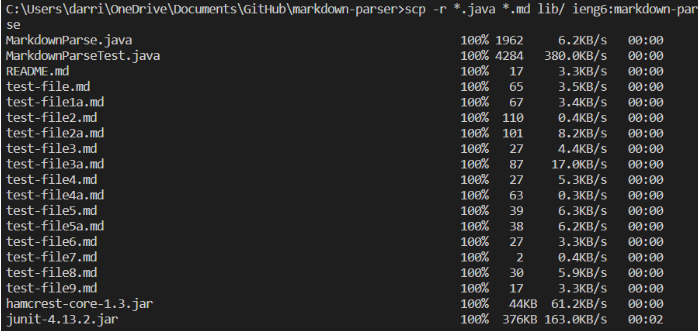 C:\Users\darri\OneDrive\Documents\GitHub\markdown-parser>scp -r *.java *.md lib/ ieng6:markdown-par
se
MarkdownParse.java 100% 1962 6.2KB/s 00:00
MarkdownParseTest.java 100% 4284 380.0KB/s 00:00
README.md 100% 17 3.3KB/s 00:00
test-file.md 100% 65 3.5KB/s 00:00
test-file1a.md 100% 67 3.4KB/s 00:00
test-file2.md 100% 110 0.4KB/s 00:00
test-file2a.md 100% 101 8.2KB/s 00:00
test-file3.md 100% 27 4.4KB/s 00:00
test-file3a.md 100% 87 17.0KB/s 00:00
test-file4.md 100% 27 5.3KB/s 00:00
test-file4a.md 100% 63 0.3KB/s 00:00
test-file5.md 100% 39 6.3KB/s 00:00
test-file5a.md 100% 38 6.2KB/s 00:00
test-file6.md 100% 27 3.3KB/s 00:00
test-file7.md 100% 2 0.4KB/s 00:00
test-file8.md 100% 30 5.9KB/s 00:00
test-file9.md 100% 17 3.3KB/s 00:00
hamcrest-core-1.3.jar 100% 44KB 61.2KB/s 00:00
junit-4.13.2.jar 100% 376KB 163.0KB/s 00:02